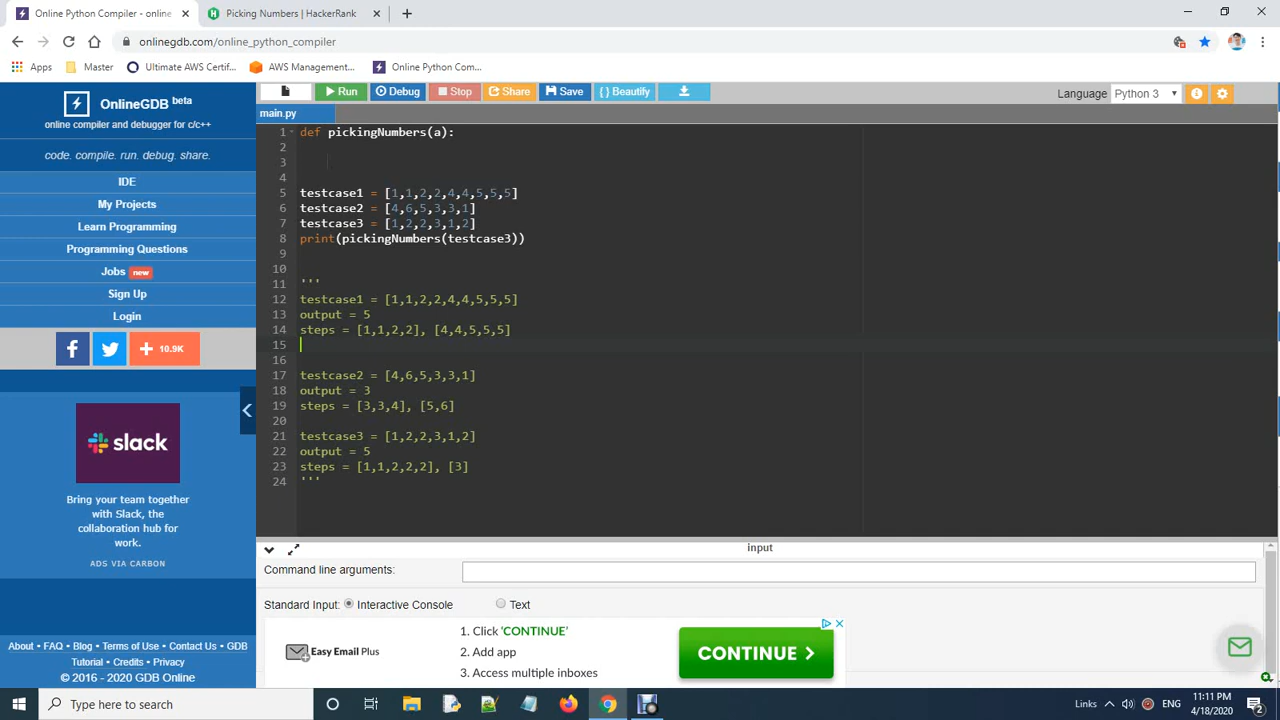 Online Python Compiler - online
Picking Numbers | HackerRank
onlinegdb.com/online_python_compiler
Apps
Master
Ultimate AWS Certif...
AWS Management...
Online Python Com...
OnlineGDB beta
online compiler and debugger for c/c++
code. compile. run. debug. share.
IDE
My Projects
Learn Programming
Programming Questions
Jobs new
Sign Up
Login
f
+ 10.9K
slack
Bring your team together
with Slack, the
collaboration hub for
work.
ADS VIA CARBON
About • FAQ • Blog • Terms of Use • Contact Us • GDB
Tutorial • Credits • Privacy
© 2016 - 2020 GDB Online
Run
Debug
Stop
Share
Save
{ } Beautify
Language Python 3
main.py
1 def pickingNumbers(a):
2
3
4
5 testcase1 = [1,1,2,2,4,4,5,5,5]
6 testcase2 = [4,6,5,3,3,1]
7 testcase3 = [1,2,2,3,1,2]
8 print(pickingNumbers(testcase3))
9
10
11 '''
12 testcase1 = [1,1,2,2,4,4,5,5,5]
13 output = 5
14 steps = [1,1,2,2], [4,4,5,5,5]
15
16
17 testcase2 = [4,6,5,3,3,1]
18 output = 3
19 steps = [3,3,4], [5,6]
20
21 testcase3 = [1,2,2,3,1,2]
22 output = 5
23 steps = [1,1,2,2,2], [3]
24 '''
input
Command line arguments:
Standard Input: Interactive Console Text
Easy Email Plus
1. Click 'CONTINUE'
2. Add app
3. Access multiple inboxes
CONTINUE
Type here to search
Links
ENG
11:11 PM
4/18/2020
2